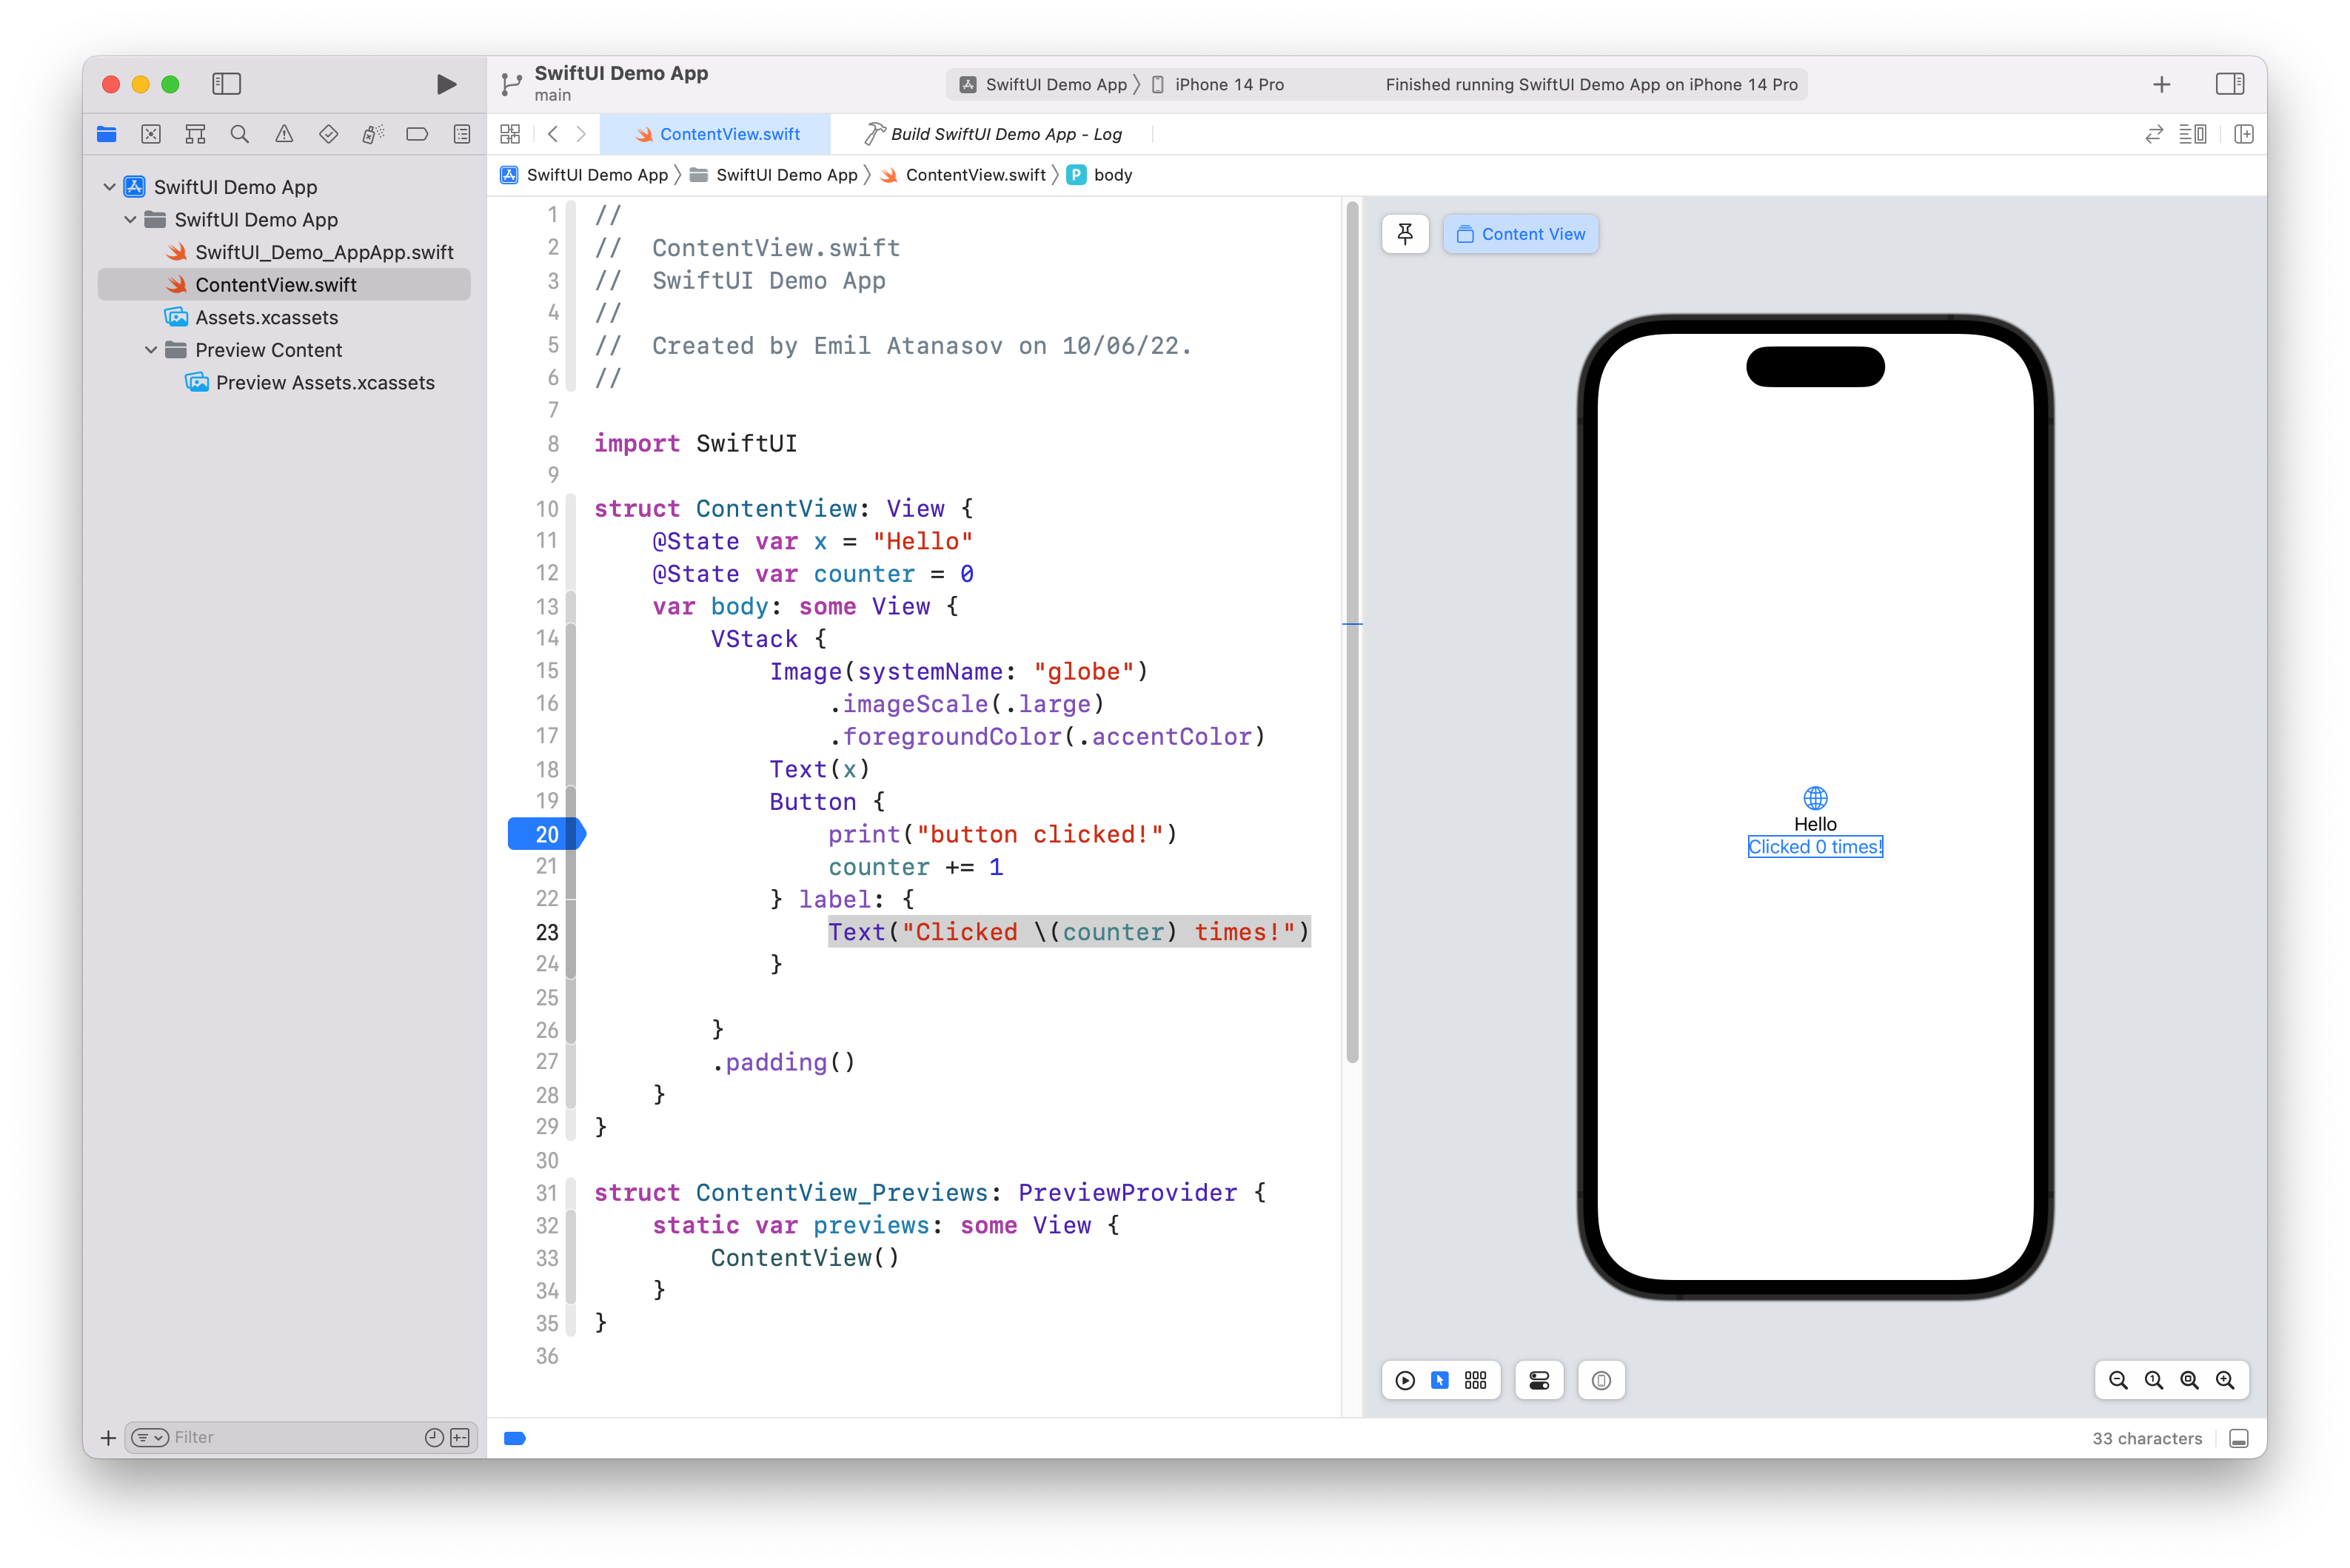 SwiftUI Demo App
main
SwiftUI Demo App
iPhone 14 Pro
Finished running SwiftUI Demo App on iPhone 14 Pro
ContentView.swift
Build SwiftUI Demo App - Log
SwiftUI Demo App
SwiftUI Demo App
ContentView.swift
P
body
SwiftUI Demo App
SwiftUI Demo App
SwiftUI_Demo_AppApp.swift
ContentView.swift
Assets.xcassets
Preview Content
Preview Assets.xcassets
Filter
1 //
2 //  ContentView.swift
3 //  SwiftUI Demo App
4 //
5 //  Created by Emil Atanasov on 10/06/22.
6 //
7
8 import SwiftUI
9
10 struct ContentView: View {
11     @State var x = "Hello"
12     @State var counter = 0
13     var body: some View {
14         VStack {
15             Image(systemName: "globe")
16                 .imageScale(.large)
17                 .foregroundColor(.accentColor)
18             Text(x)
19             Button {
20                 print("button clicked!")
21                 counter += 1
22             } label: {
23                 Text("Clicked \(counter) times!")
24             }
25
26         }
27         .padding()
28     }
29 }
30
31 struct ContentView_Previews: PreviewProvider {
32     static var previews: some View {
33         ContentView()
34     }
35 }
36
Content View
Hello
Clicked 0 times!
33 characters